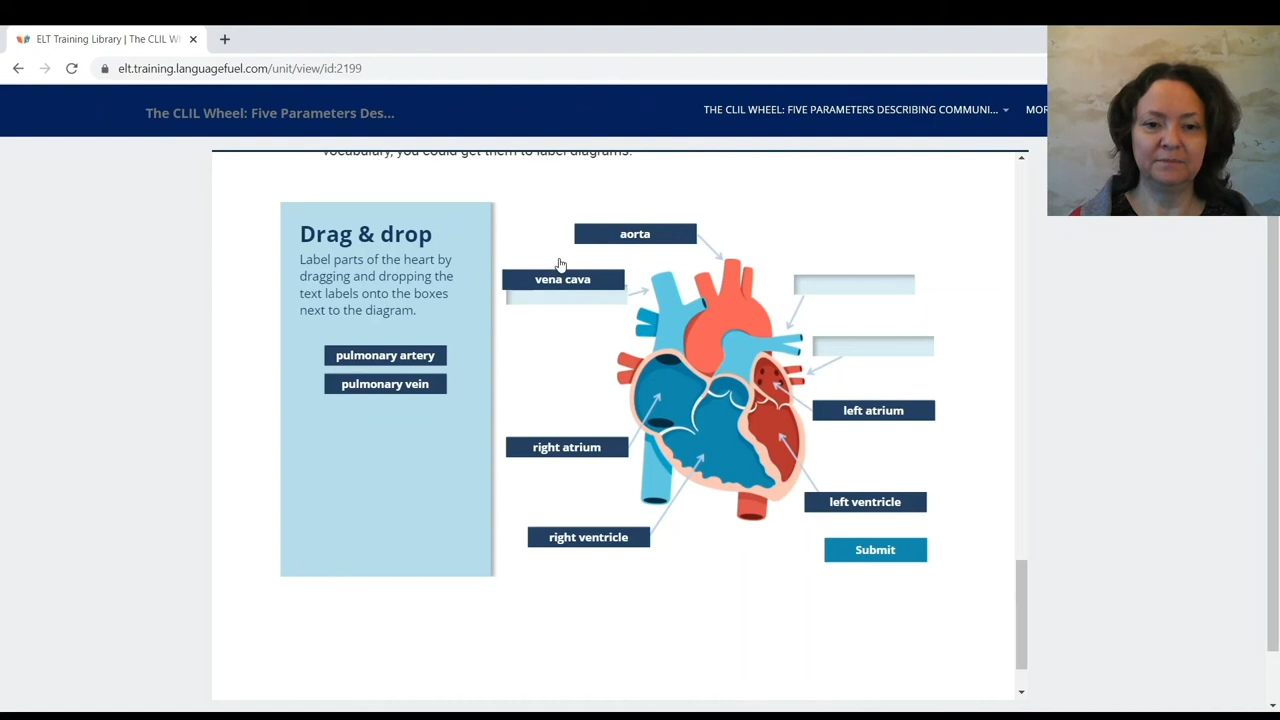 ELT Training Library | The CLIL W
elt.training.languagefuel.com/unit/view/id:2199
The CLIL Wheel: Five Parameters Des...
THE CLIL WHEEL: FIVE PARAMETERS DESCRIBING COMMUNI...
MOR
vocabulary, you could get them to label diagrams:
Drag & drop
Label parts of the heart by
dragging and dropping the
text labels onto the boxes
next to the diagram.
pulmonary artery
pulmonary vein
aorta
vena cava
right atrium
right ventricle
left atrium
left ventricle
Submit